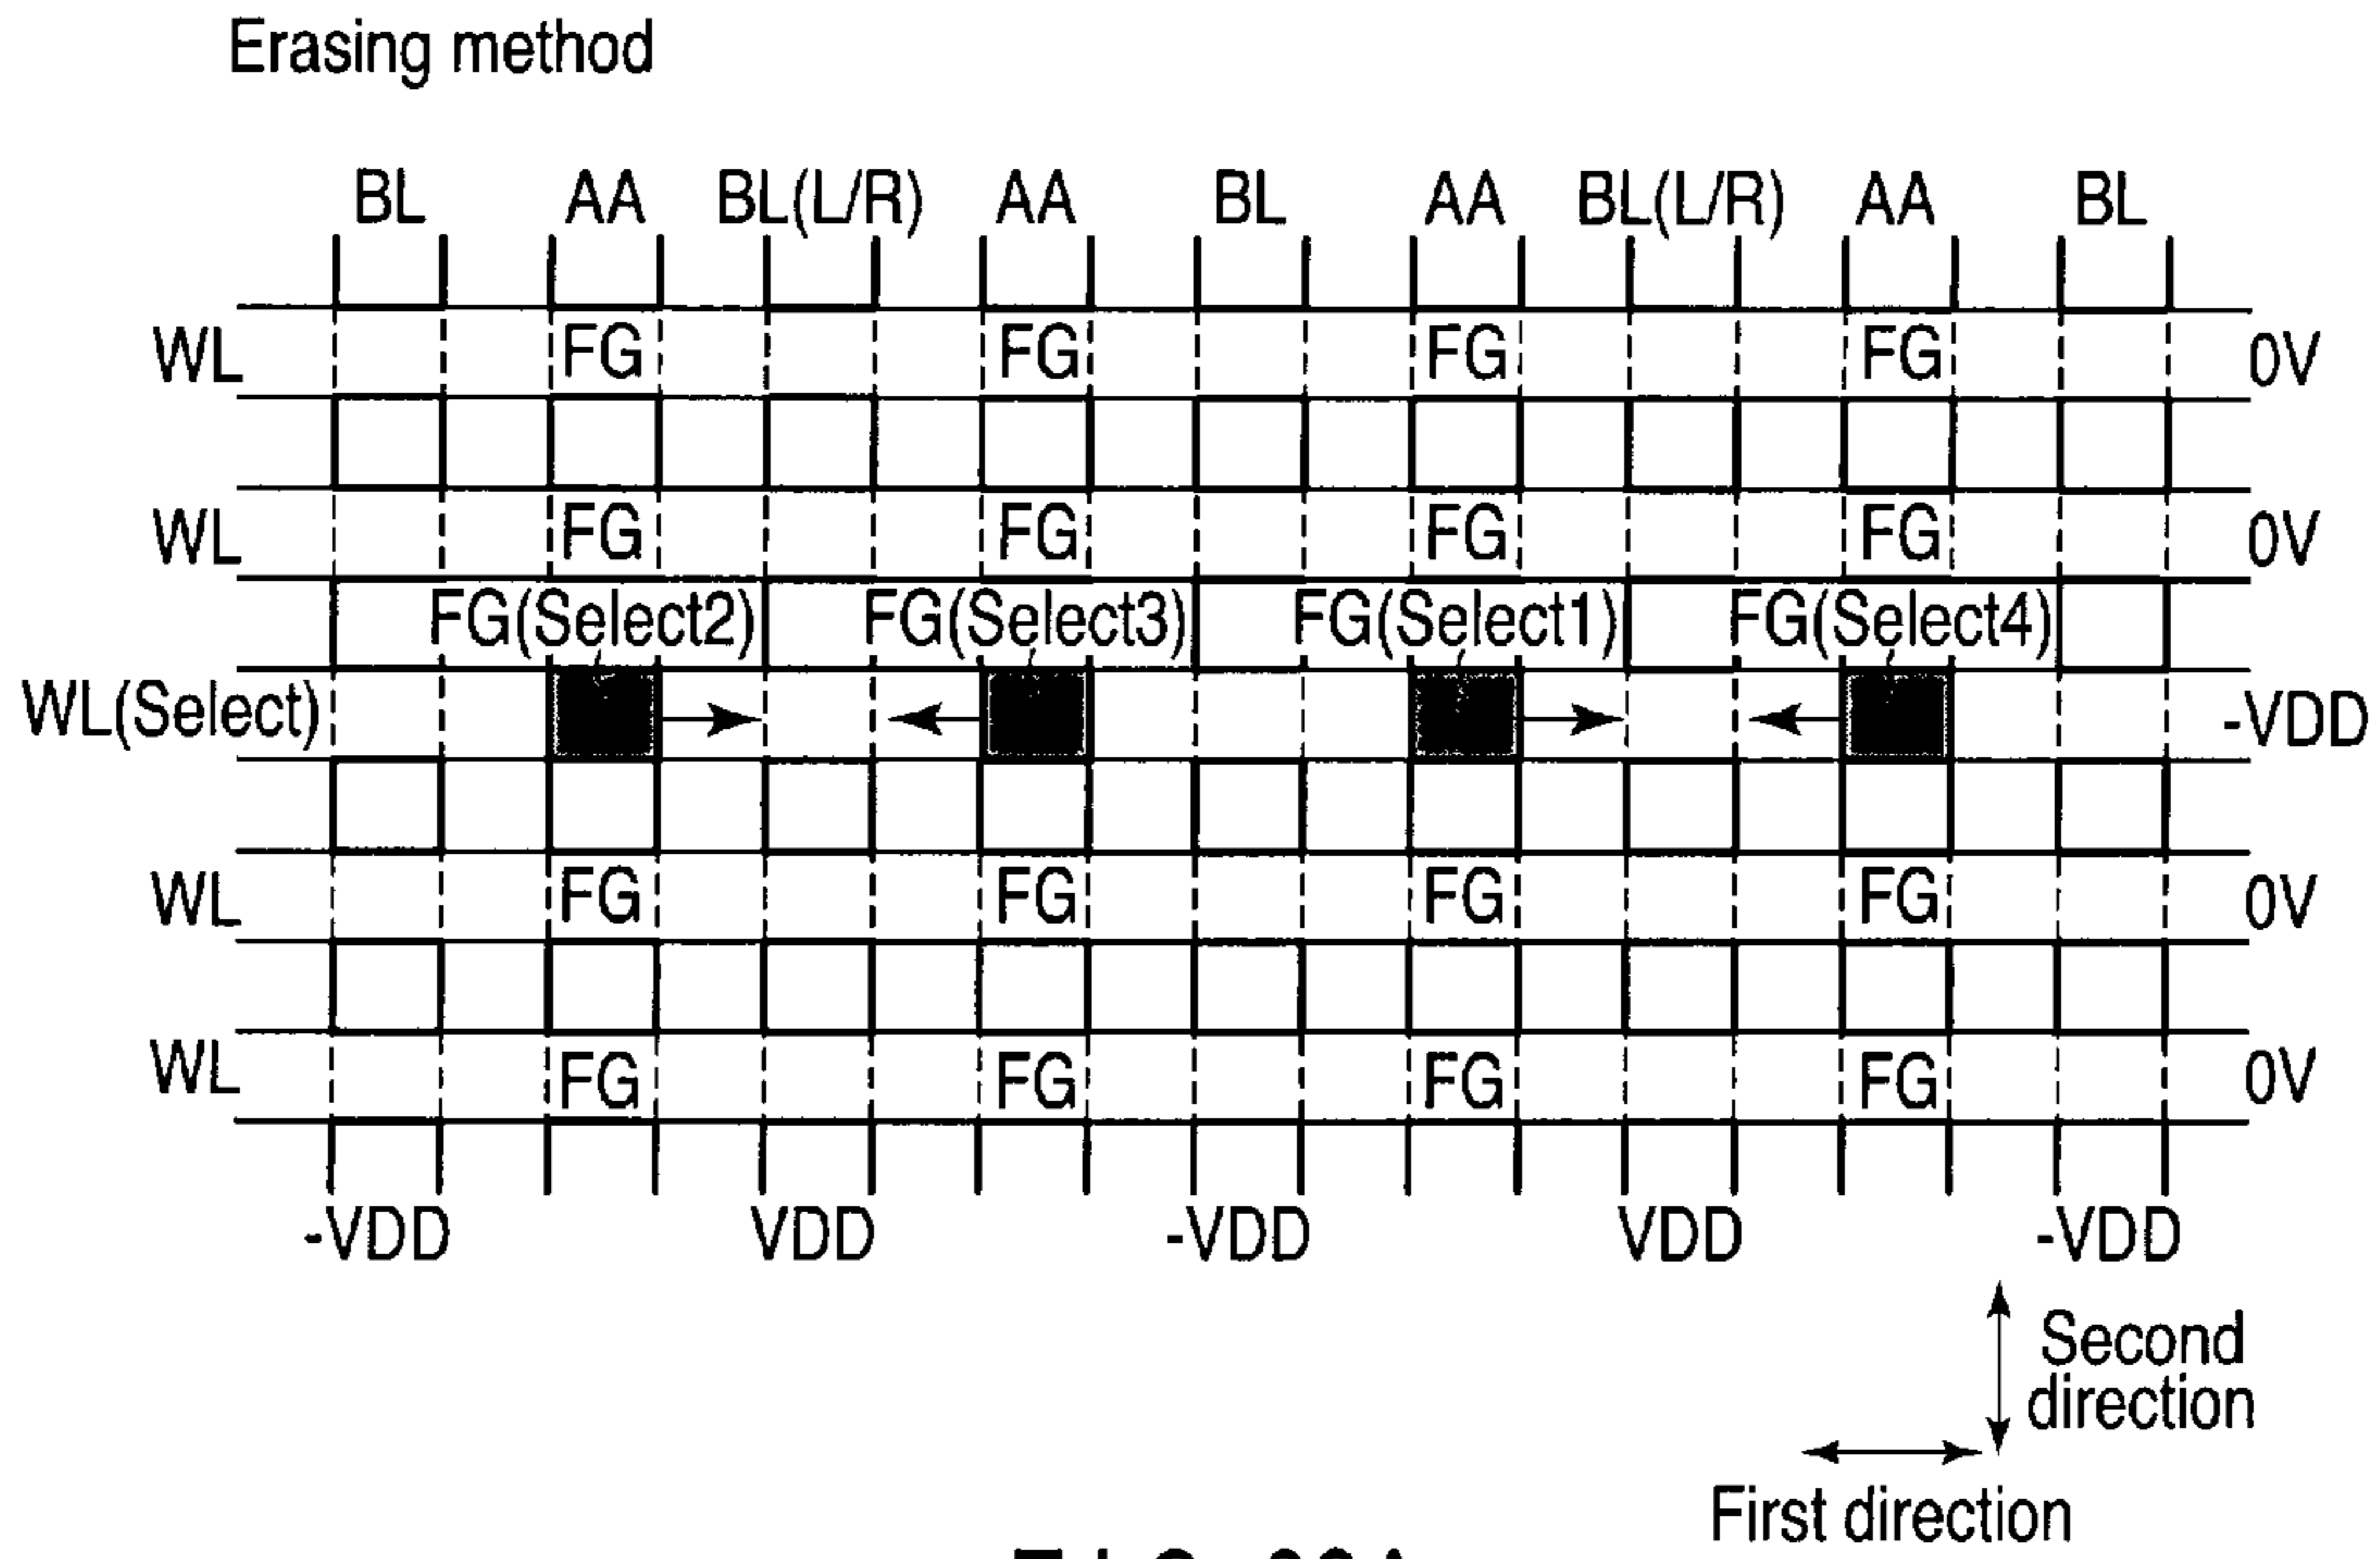 Erasing method
BL AA BL(L/R) AA BL AA BL(L/R) AA BL
WL FG FG FG FG 0V
WL FG FG FG FG 0V
FG(Select2) FG(Select3) FG(Select1) FG(Select4)
WL(Select) -VDD
WL FG FG FG FG 0V
WL FG FG FG FG 0V
-VDD VDD -VDD VDD -VDD
Second
direction
First direction